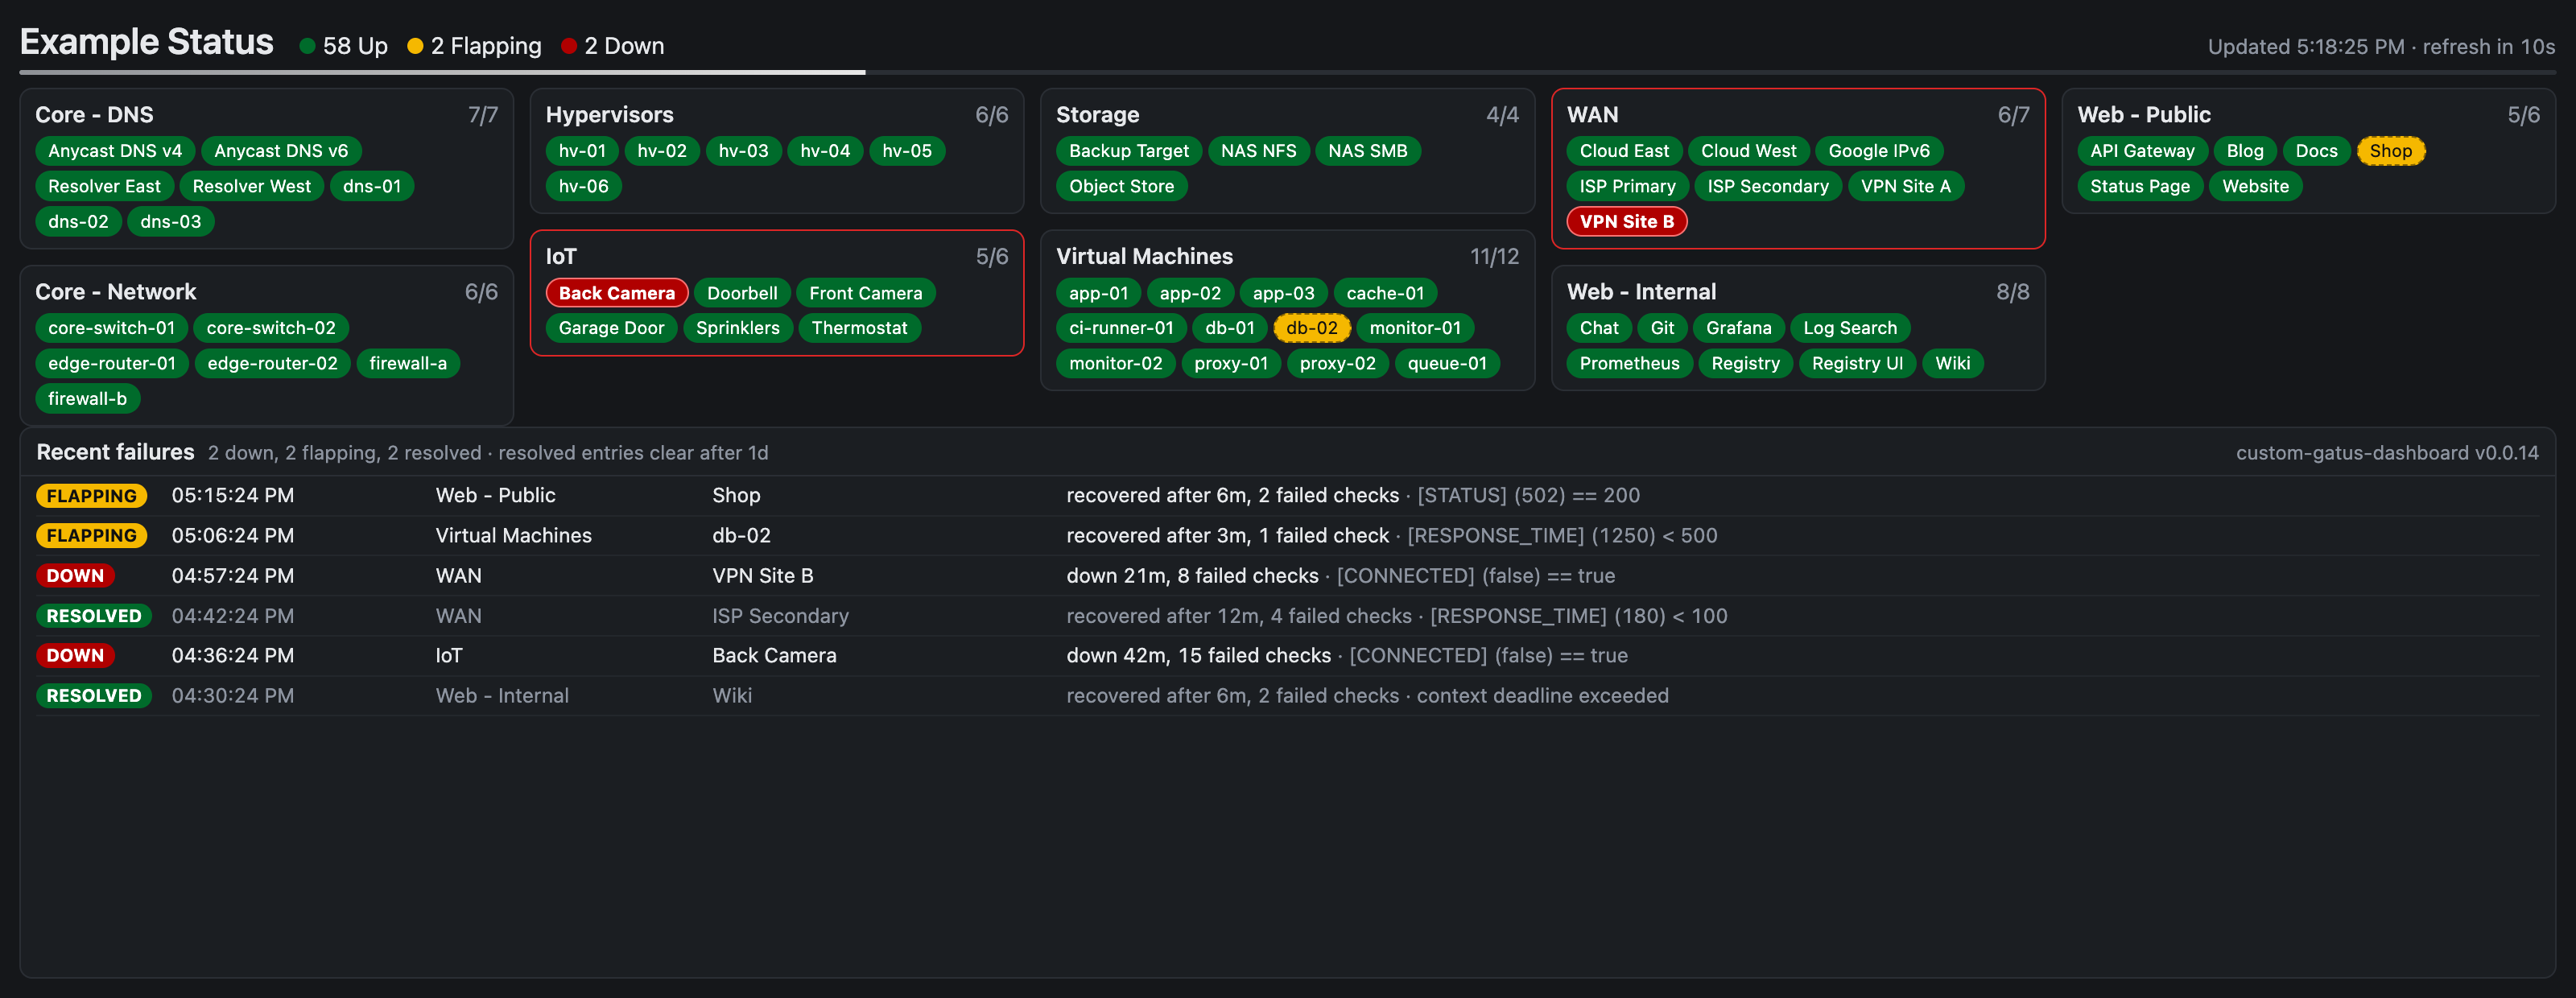 Example Status 58 Up 2 Flapping 2 Down Updated 5:18:25 PM · refresh in 10s
Core - DNS 7/7
Anycast DNS v4 Anycast DNS v6
Resolver East Resolver West dns-01
dns-02 dns-03
Core - Network 6/6
core-switch-01 core-switch-02
edge-router-01 edge-router-02 firewall-a
firewall-b
Hypervisors 6/6
hv-01 hv-02 hv-03 hv-04 hv-05
hv-06
IoT 5/6
Back Camera Doorbell Front Camera
Garage Door Sprinklers Thermostat
Storage 4/4
Backup Target NAS NFS NAS SMB
Object Store
Virtual Machines 11/12
app-01 app-02 app-03 cache-01
ci-runner-01 db-01 db-02 monitor-01
monitor-02 proxy-01 proxy-02 queue-01
WAN 6/7
Cloud East Cloud West Google IPv6
ISP Primary ISP Secondary VPN Site A
VPN Site B
Web - Internal 8/8
Chat Git Grafana Log Search
Prometheus Registry Registry UI Wiki
Web - Public 5/6
API Gateway Blog Docs Shop
Status Page Website
Recent failures 2 down, 2 flapping, 2 resolved · resolved entries clear after 1d custom-gatus-dashboard v0.0.14
FLAPPING 05:15:24 PM Web - Public Shop recovered after 6m, 2 failed checks · [STATUS] (502) == 200
FLAPPING 05:06:24 PM Virtual Machines db-02 recovered after 3m, 1 failed check · [RESPONSE_TIME] (1250) < 500
DOWN 04:57:24 PM WAN VPN Site B down 21m, 8 failed checks · [CONNECTED] (false) == true
RESOLVED 04:42:24 PM WAN ISP Secondary recovered after 12m, 4 failed checks · [RESPONSE_TIME] (180) < 100
DOWN 04:36:24 PM IoT Back Camera down 42m, 15 failed checks · [CONNECTED] (false) == true
RESOLVED 04:30:24 PM Web - Internal Wiki recovered after 6m, 2 failed checks · context deadline exceeded